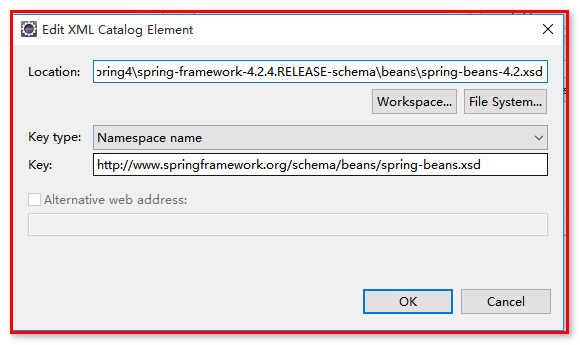 Edit XML Catalog Element
Location: pring4\spring-framework-4.2.4.RELEASE-schema\beans\spring-beans-4.2.xsd
Workspace... File System...
Key type: Namespace name
Key: http://www.springframework.org/schema/beans/spring-beans.xsd
Alternative web address:
OK Cancel